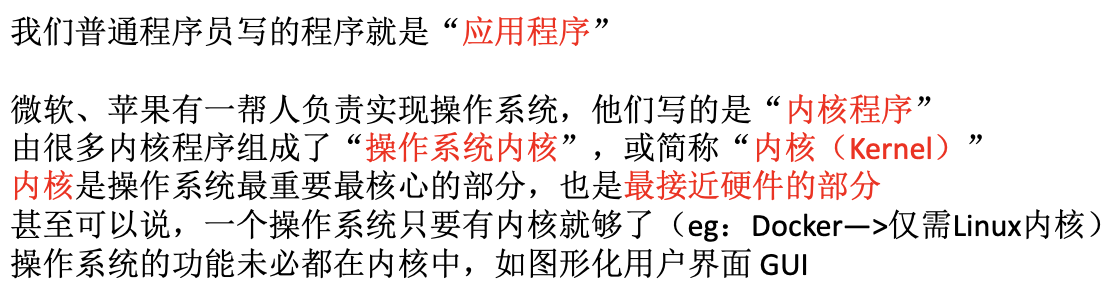 我们普通程序员写的程序就是“应用程序”
微软、苹果有一帮人负责实现操作系统，他们写的是“内核程序”
由很多内核程序组成了“操作系统内核”，或简称“内核（Kernel）”
内核是操作系统最重要最核心的部分，也是最接近硬件的部分
甚至可以说，一个操作系统只要有内核就够了（eg：Docker—>仅需Linux内核）
操作系统的功能未必都在内核中，如图形化用户界面 GUI